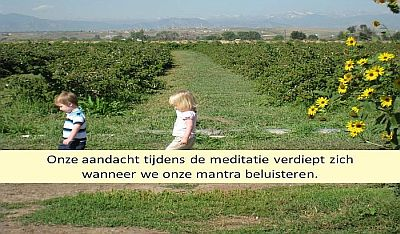 Onze aandacht tijdens de meditatie verdiept zich
wanneer we onze mantra beluisteren.